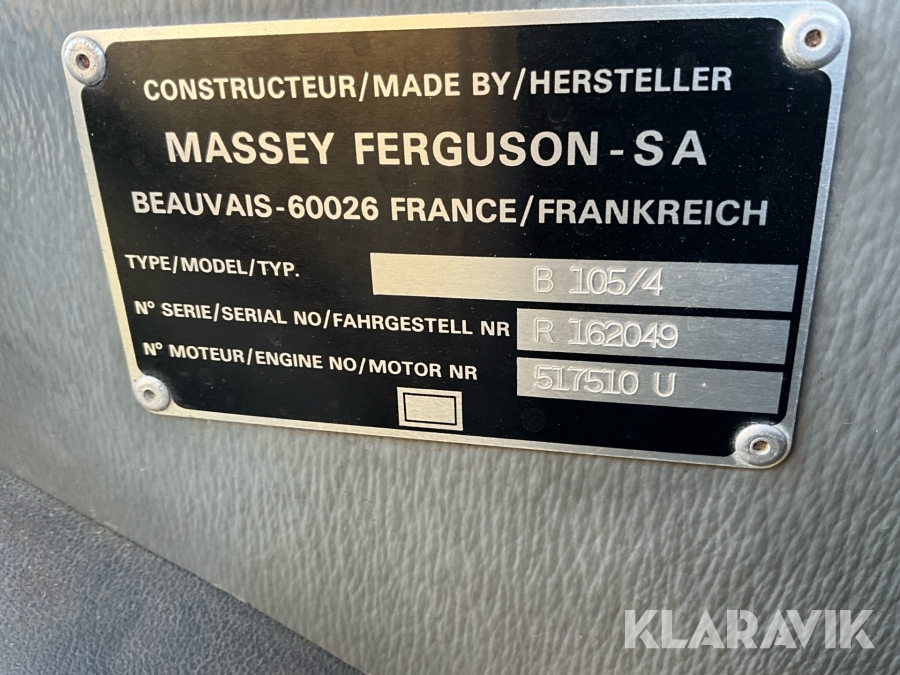 CONSTRUCTEUR/MADE BY/HERSTELLER
MASSEY FERGUSON-SA
BEAUVAIS-60026 FRANCE/FRANKREICH
TYPE/MODEL/TYP. B 105/4
N° SERIE/SERIAL NO/FAHRGESTELL NR R 162049
N° MOTEUR/ENGINE NO/MOTOR NR 517510 U
KLARAVIK